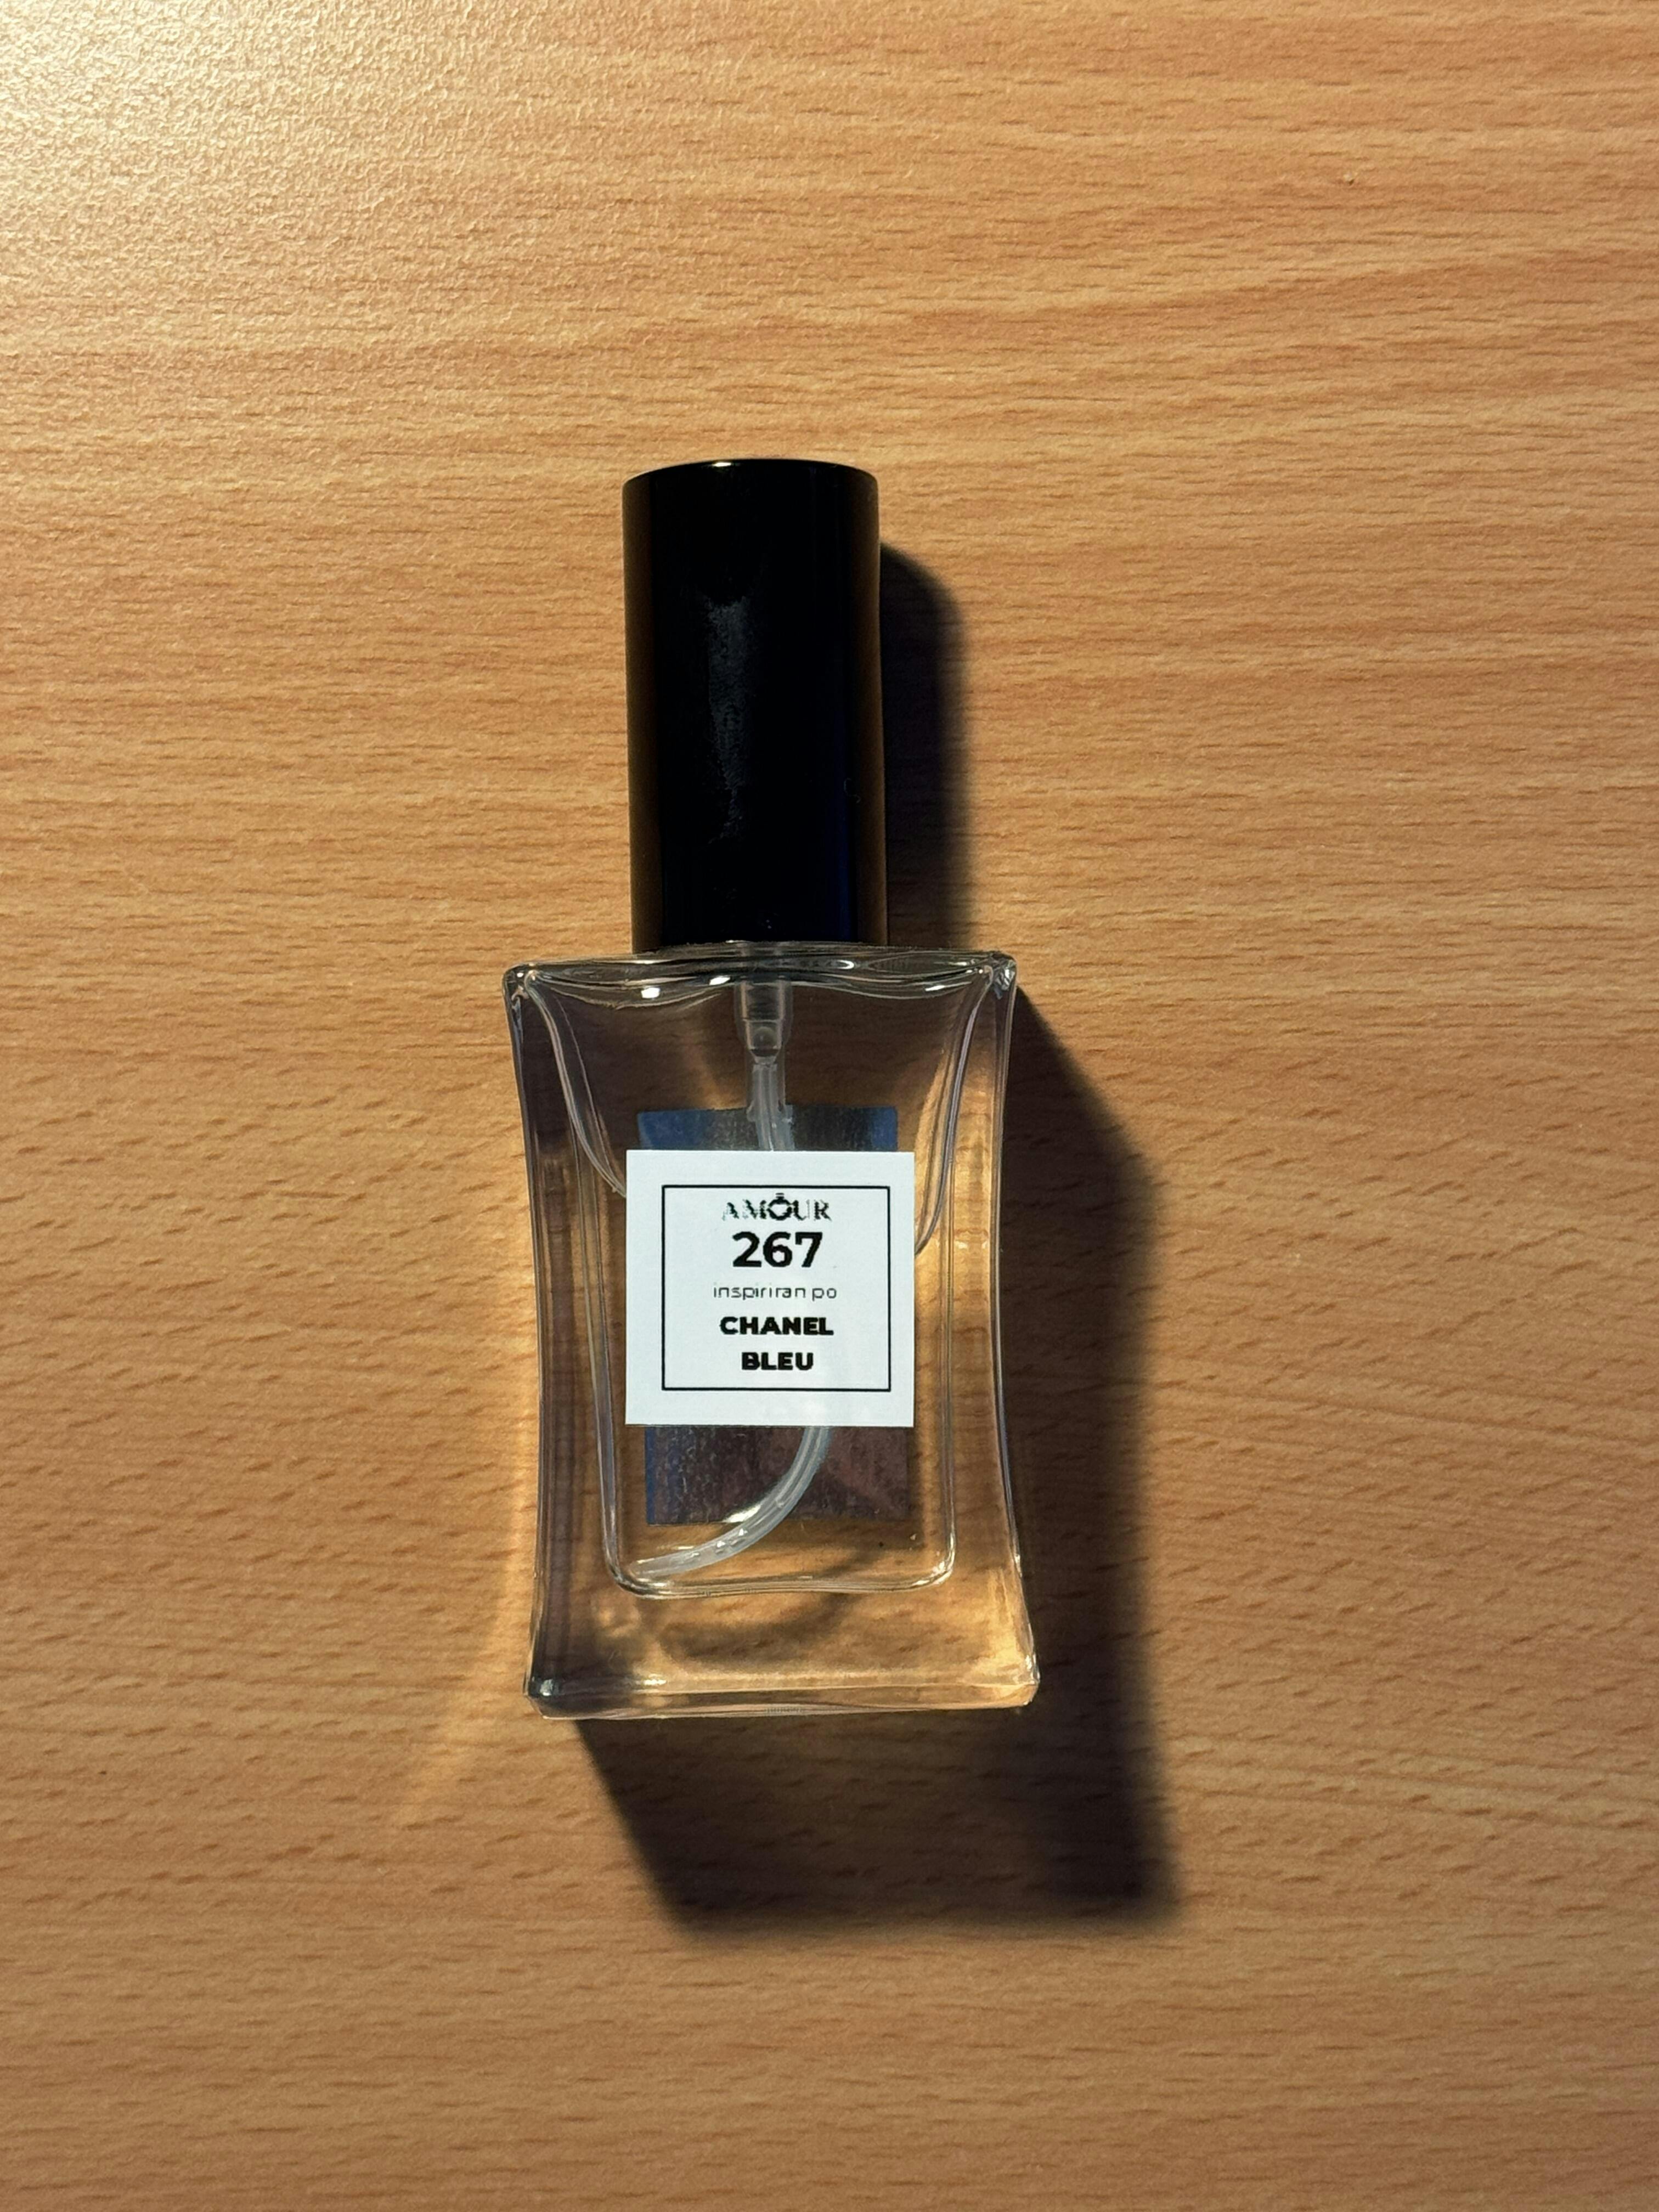 AMOUR
267
inspiriran po
CHANEL
BLEU